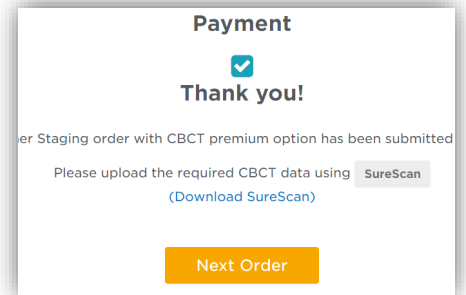 Payment
Thank you!
Staging order with CBCT premium option has been submitted
Please upload the required CBCT data using SureScan
(Download SureScan)
Next Order